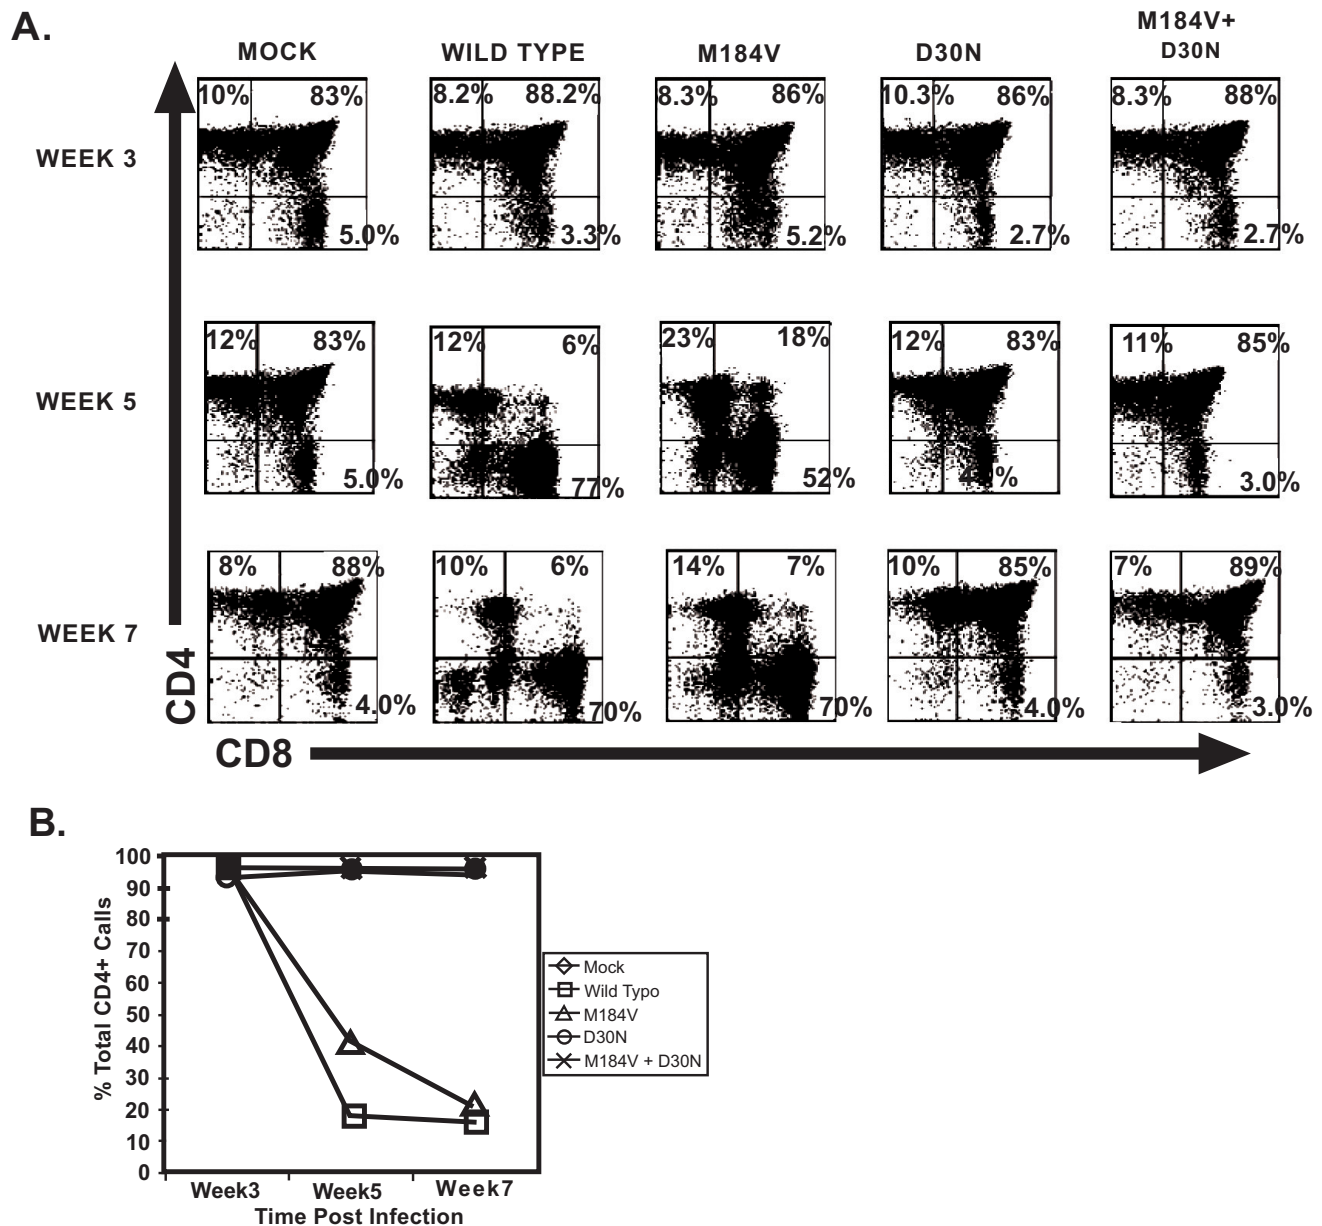 A.
MOCK WILD TYPE M184V D30N M184V+
D30N
10% 83% 8.2% 88.2% 8.3% 86% 10.3% 86% 8.3% 88%
WEEK 3
5.0% 3.3% 5.2% 2.7% 2.7%
12% 83% 12% 6% 23% 18% 12% 83% 11% 85%
WEEK 5
5.0% 77% 52% 3.0%
8% 88% 10% 6% 14% 7% 10% 85% 7% 89%
WEEK 7
4.0% 70% 70% 4.0% 3.0%
CD4
CD8
B.
% Total CD4+ Calls
100
90
80
70
60
50
40
30
20
10
0
Mock
Wild Typo
M184V
D30N
M184V + D30N
Week3 Week5 Week7
Time Post Infection